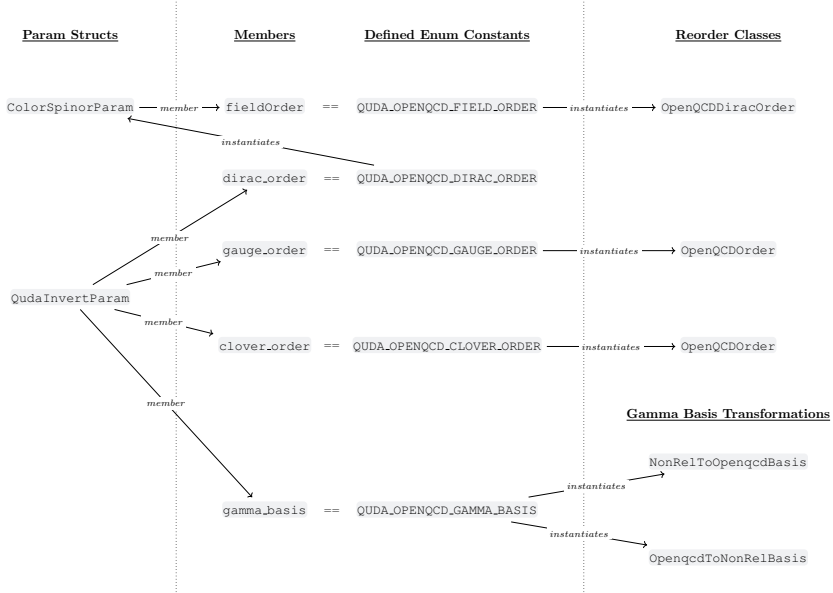 Param Structs Members Defined Enum Constants Reorder Classes
ColorSpinorParam member fieldOrder == QUDA_OPENQCD_FIELD_ORDER instantiates OpenQCDDiracOrder
instantiates
dirac_order == QUDA_OPENQCD_DIRAC_ORDER
member
gauge_order == QUDA_OPENQCD_GAUGE_ORDER instantiates OpenQCDOrder
member
QudaInvertParam
member
clover_order == QUDA_OPENQCD_CLOVER_ORDER instantiates OpenQCDOrder
member
Gamma Basis Transformations
NonRelToOpenqcdBasis
instantiates
gamma_basis == QUDA_OPENQCD_GAMMA_BASIS
instantiates
OpenqcdToNonRelBasis